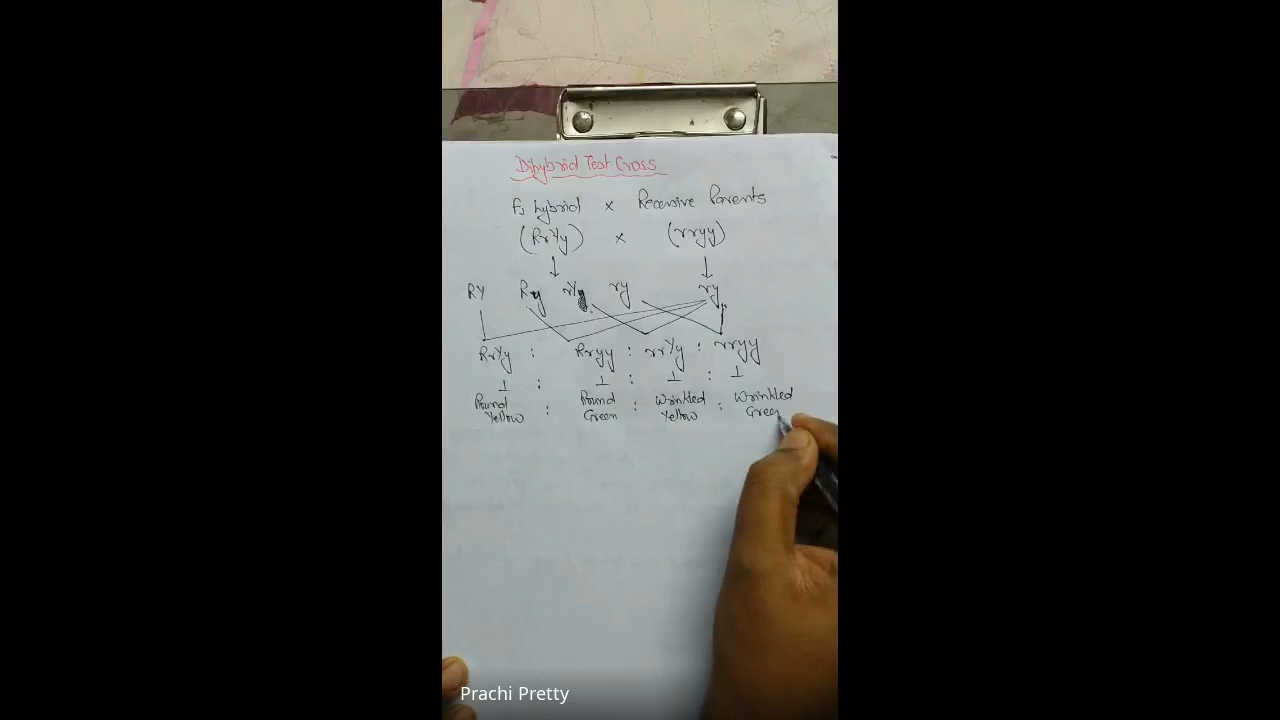 Dihybrid Test Cross
F1 hybrid × Recessive Parents
(RrYy) × (rryy)
RY Ry rY ry ry
RrYy : Rryy : rrYy : rryy
1 : 1 : 1 : 1
Round Yellow : Round Green : Wrinkled Yellow : Wrinkled Green
Prachi Pretty